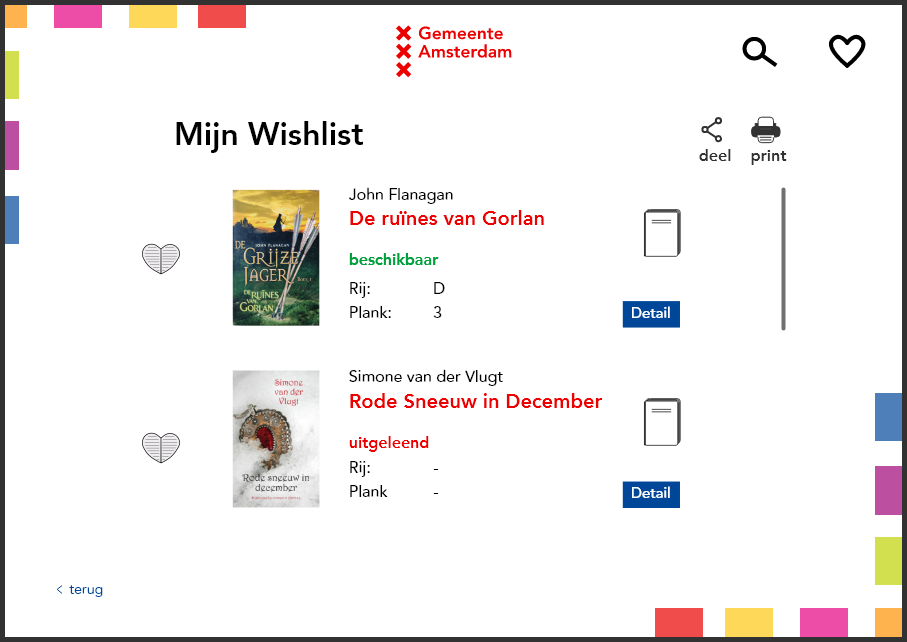 Gemeente
Amsterdam
Mijn Wishlist
deel
print
John Flanagan
De ruïnes van Gorlan
beschikbaar
Rij: D
Plank: 3
Detail
DE
JOHN FLANAGAN
GRIJZE
JAGER
DE RUÏNES
VAN
GORLAN
Simone van der Vlugt
Rode Sneeuw in December
uitgeleend
Rij: -
Plank -
Detail
Simone
van der
Vlugt
Rode sneeuw in
december
< terug